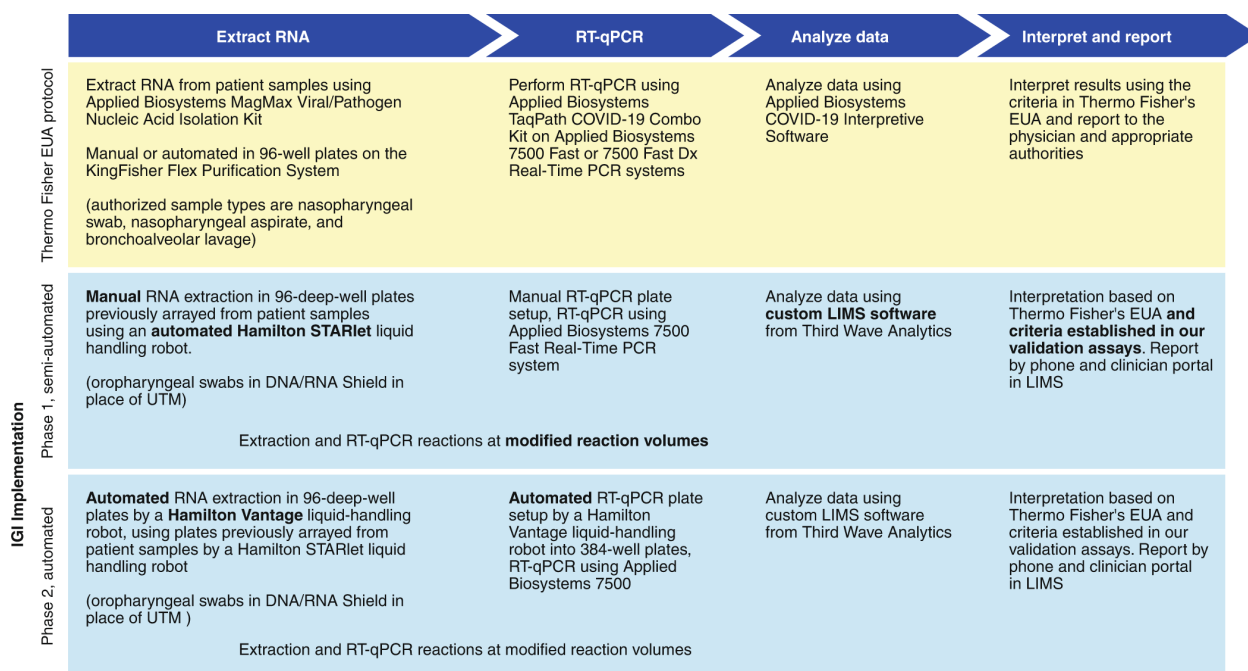 Extract RNA
RT-qPCR
Analyze data
Interpret and report
Thermo Fisher EUA protocol
Extract RNA from patient samples using
Applied Biosystems MagMax Viral/Pathogen
Nucleic Acid Isolation Kit
Manual or automated in 96-well plates on the
KingFisher Flex Purification System
(authorized sample types are nasopharyngeal
swab, nasopharyngeal aspirate, and
bronchoalveolar lavage)
Perform RT-qPCR using
Applied Biosystems
TaqPath COVID-19 Combo
Kit on Applied Biosystems
7500 Fast or 7500 Fast Dx
Real-Time PCR systems
Analyze data using
Applied Biosystems
COVID-19 Interpretive
Software
Interpret results using the
criteria in Thermo Fisher's
EUA and report to the
physician and appropriate
authorities
IGI Implementation
Phase 1, semi-automated
Manual RNA extraction in 96-deep-well plates
previously arrayed from patient samples
using an automated Hamilton STARlet liquid
handling robot.
(oropharyngeal swabs in DNA/RNA Shield in
place of UTM)
Manual RT-qPCR plate
setup, RT-qPCR using
Applied Biosystems 7500
Fast Real-Time PCR
system
Analyze data using
custom LIMS software
from Third Wave Analytics
Interpretation based on
Thermo Fisher's EUA and
criteria established in our
validation assays. Report
by phone and clinician portal
in LIMS
Extraction and RT-qPCR reactions at modified reaction volumes
Phase 2, automated
Automated RNA extraction in 96-deep-well
plates by a Hamilton Vantage liquid-handling
robot, using plates previously arrayed from
patient samples by a Hamilton STARlet liquid
handling robot
(oropharyngeal swabs in DNA/RNA Shield in
place of UTM )
Automated RT-qPCR plate
setup by a Hamilton
Vantage liquid-handling
robot into 384-well plates,
RT-qPCR using Applied
Biosystems 7500
Analyze data using
custom LIMS software
from Third Wave Analytics
Interpretation based on
Thermo Fisher's EUA and
criteria established in our
validation assays. Report by
phone and clinician portal
in LIMS
Extraction and RT-qPCR reactions at modified reaction volumes